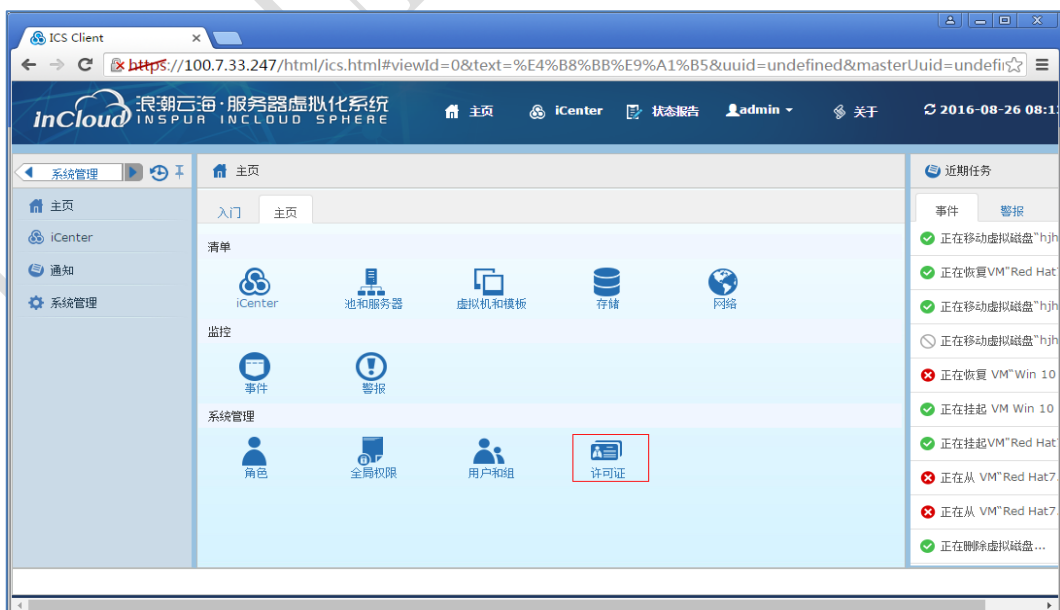 ICS Client
https://100.7.33.247/html/ics.html#viewId=0&text=%E4%B8%BB%E9%A1%B5&uuid=undefined&masterUuid=undefi
inCloud 浪潮云海·服务器虚拟化系统
INSPUR INCLOUD SPHERE
主页 iCenter 状态报告 admin 关于 2016-08-26 08:1
系统管理
主页
iCenter
通知
系统管理
主页
入门 主页
清单
iCenter 池和服务器 虚拟机和模板 存储 网络
监控
事件 警报
系统管理
角色 全局权限 用户和组 许可证
近期任务
事件 警报
正在移动虚拟磁盘"hjh
正在恢复VM"Red Hat
正在移动虚拟磁盘"hjh
正在移动虚拟磁盘"hjh
正在恢复 VM"Win 10
正在挂起 VM Win 10
正在挂起VM"Red Hat
正在从 VM"Red Hat7.
正在从 VM"Red Hat7.
正在删除虚拟磁盘...